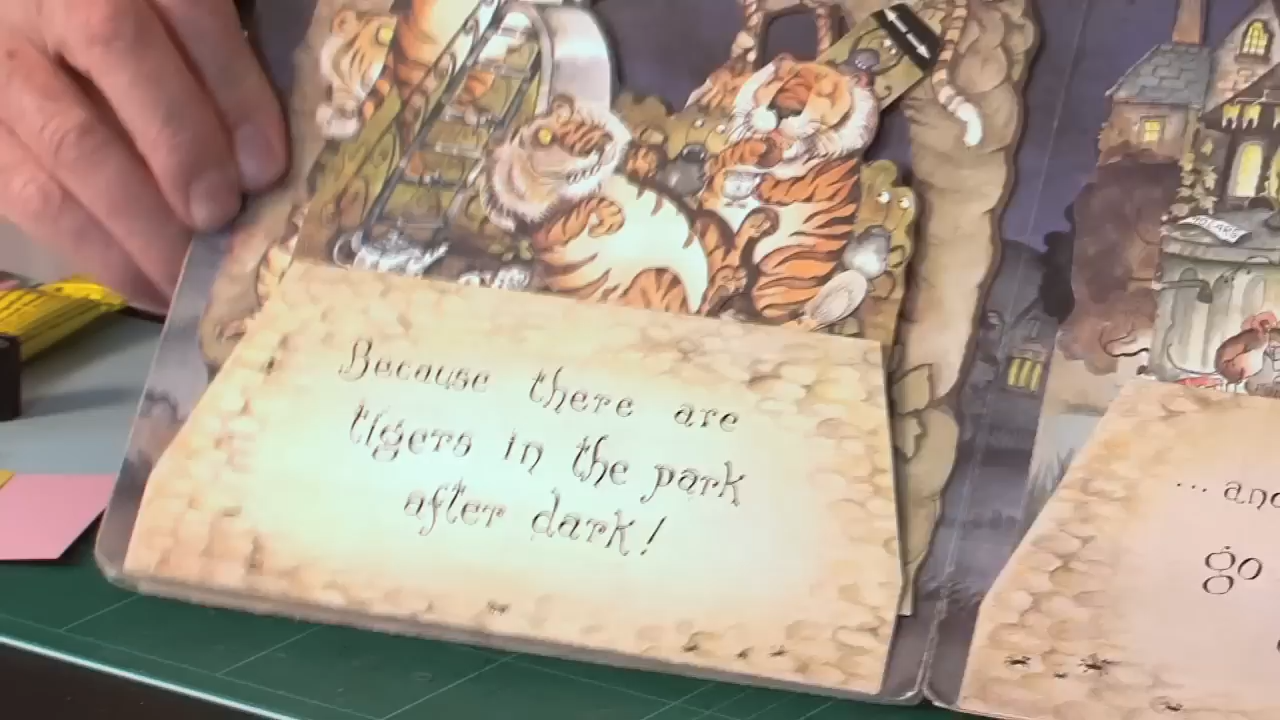 Because there are
tigers in the park
after dark!
... and
go